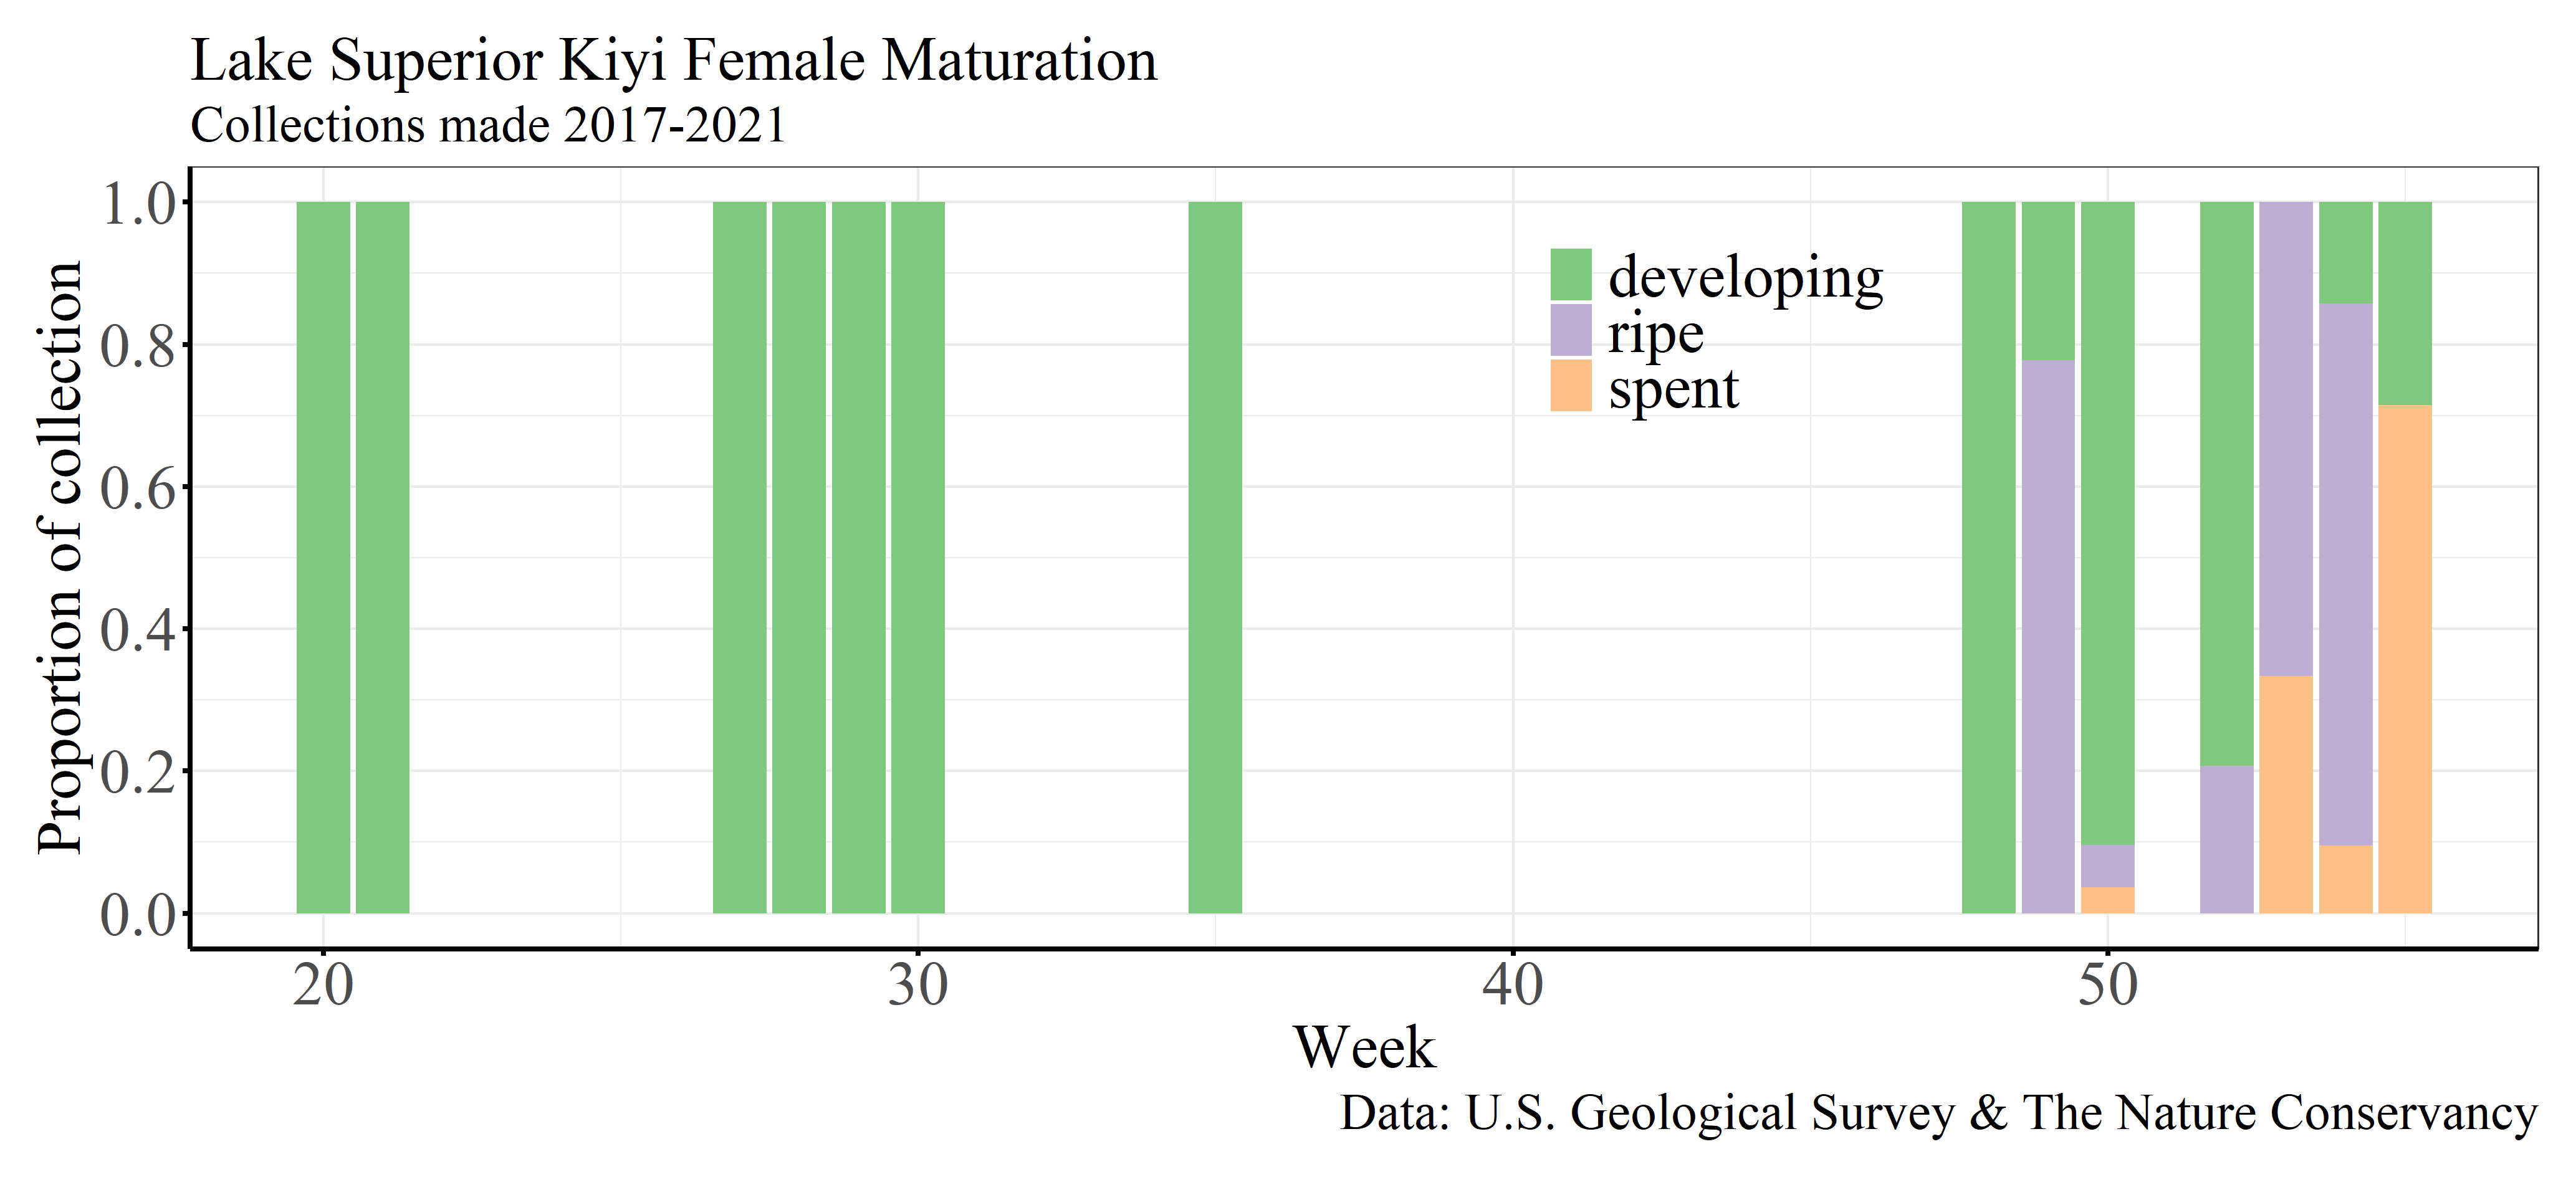 Lake Superior Kiyi Female Maturation
Collections made 2017-2021
Proportion of collection
1.0
0.8
0.6
0.4
0.2
0.0
developing
ripe
spent
20 30 40 50
Week
Data: U.S. Geological Survey & The Nature Conservancy